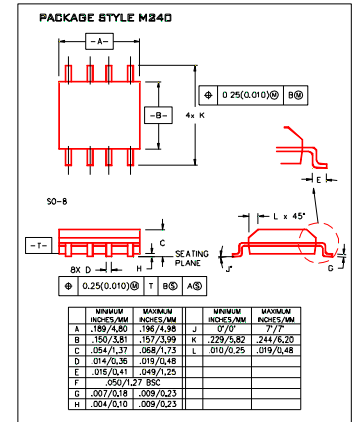 PACKAGE STYLE M240
-A-
-B-
4x K
⌖ 0.25(0.010)Ⓜ BⓂ
E
SO-8
L x 45°
-T-
C
SEATING
PLANE
8X D
H
J°
G
⌖ 0.25(0.010)Ⓜ T BⓈ AⓈ
MINIMUM MAXIMUM MINIMUM MAXIMUM
INCHES/MM INCHES/MM INCHES/MM INCHES/MM
A .189/4,80 .196/4,98 J 0°/0° 7°/7°
B .150/3,81 .157/3,99 K .229/5,82 .244/6,20
C .054/1,37 .068/1,73 L .010/0,25 .019/0,48
D .014/0,36 .019/0,48
E .016/0,41 .049/1,25
F .050/1,27 BSC
G .007/0,18 .009/0,23
H .004/0,10 .009/0,23